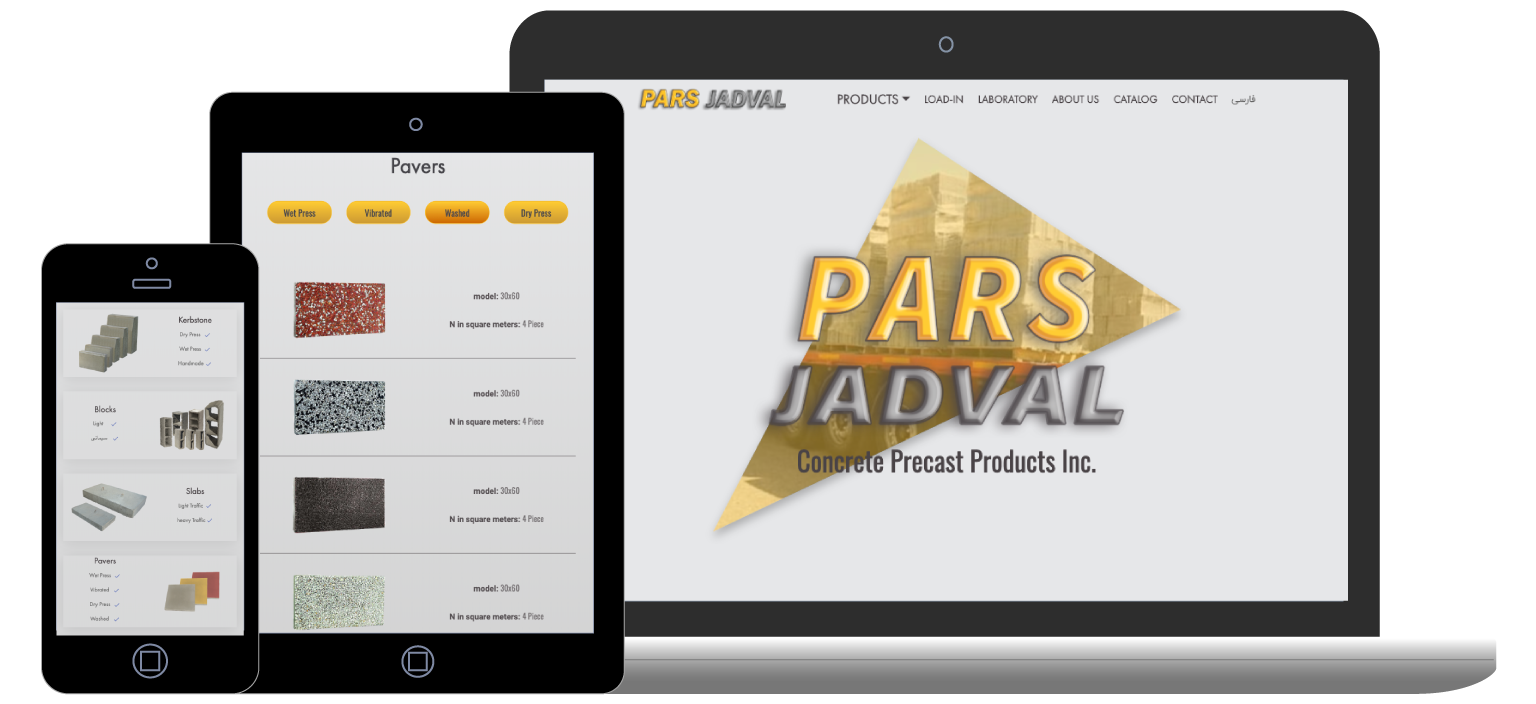 PARS JADVAL
PRODUCTS LOAD-IN LABORATORY ABOUT US CATALOG CONTACT فارسی
PARS
JADVAL
Concrete Precast Products Inc.
Pavers
Wet Press Vibrated Washed Dry Press
model: 30x60
N in square meters: 4 Piece
model: 30x60
N in square meters: 4 Piece
model: 30x60
N in square meters: 4 Piece
model: 30x60
N in square meters: 4 Piece
Kerbstone
Dry Press
Wet Press
Handmade
Blocks
Light
Slabs
Light Traffic
heavy Traffic
Pavers
Wet Press
Vibrated
Dry Press
Washed